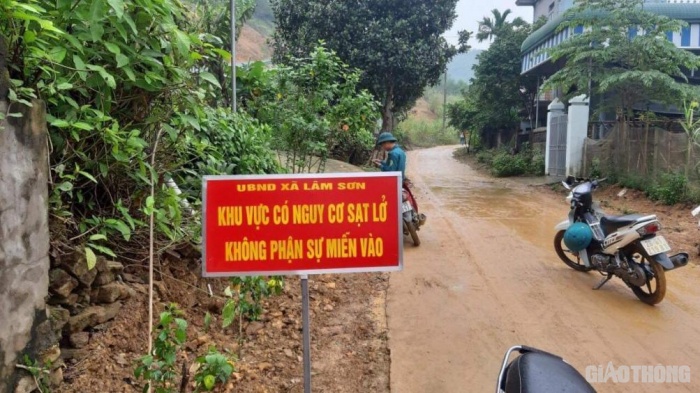 UBND XÃ LÂM SƠN
KHU VỰC CÓ NGUY CƠ SẠT LỞ
KHÔNG PHẬN SỰ MIỄN VÀO
GIAOTHONG